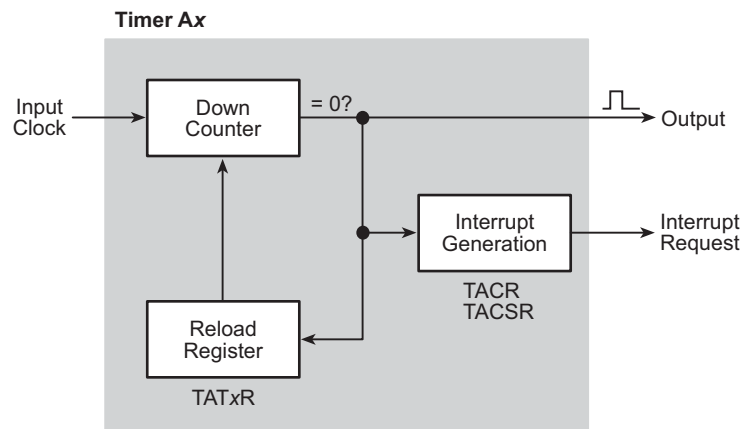 Timer Ax
Input
Clock
Down
Counter
= 0?
Output
Interrupt
Generation
Interrupt
Request
TACR
TACSR
Reload
Register
TATxR